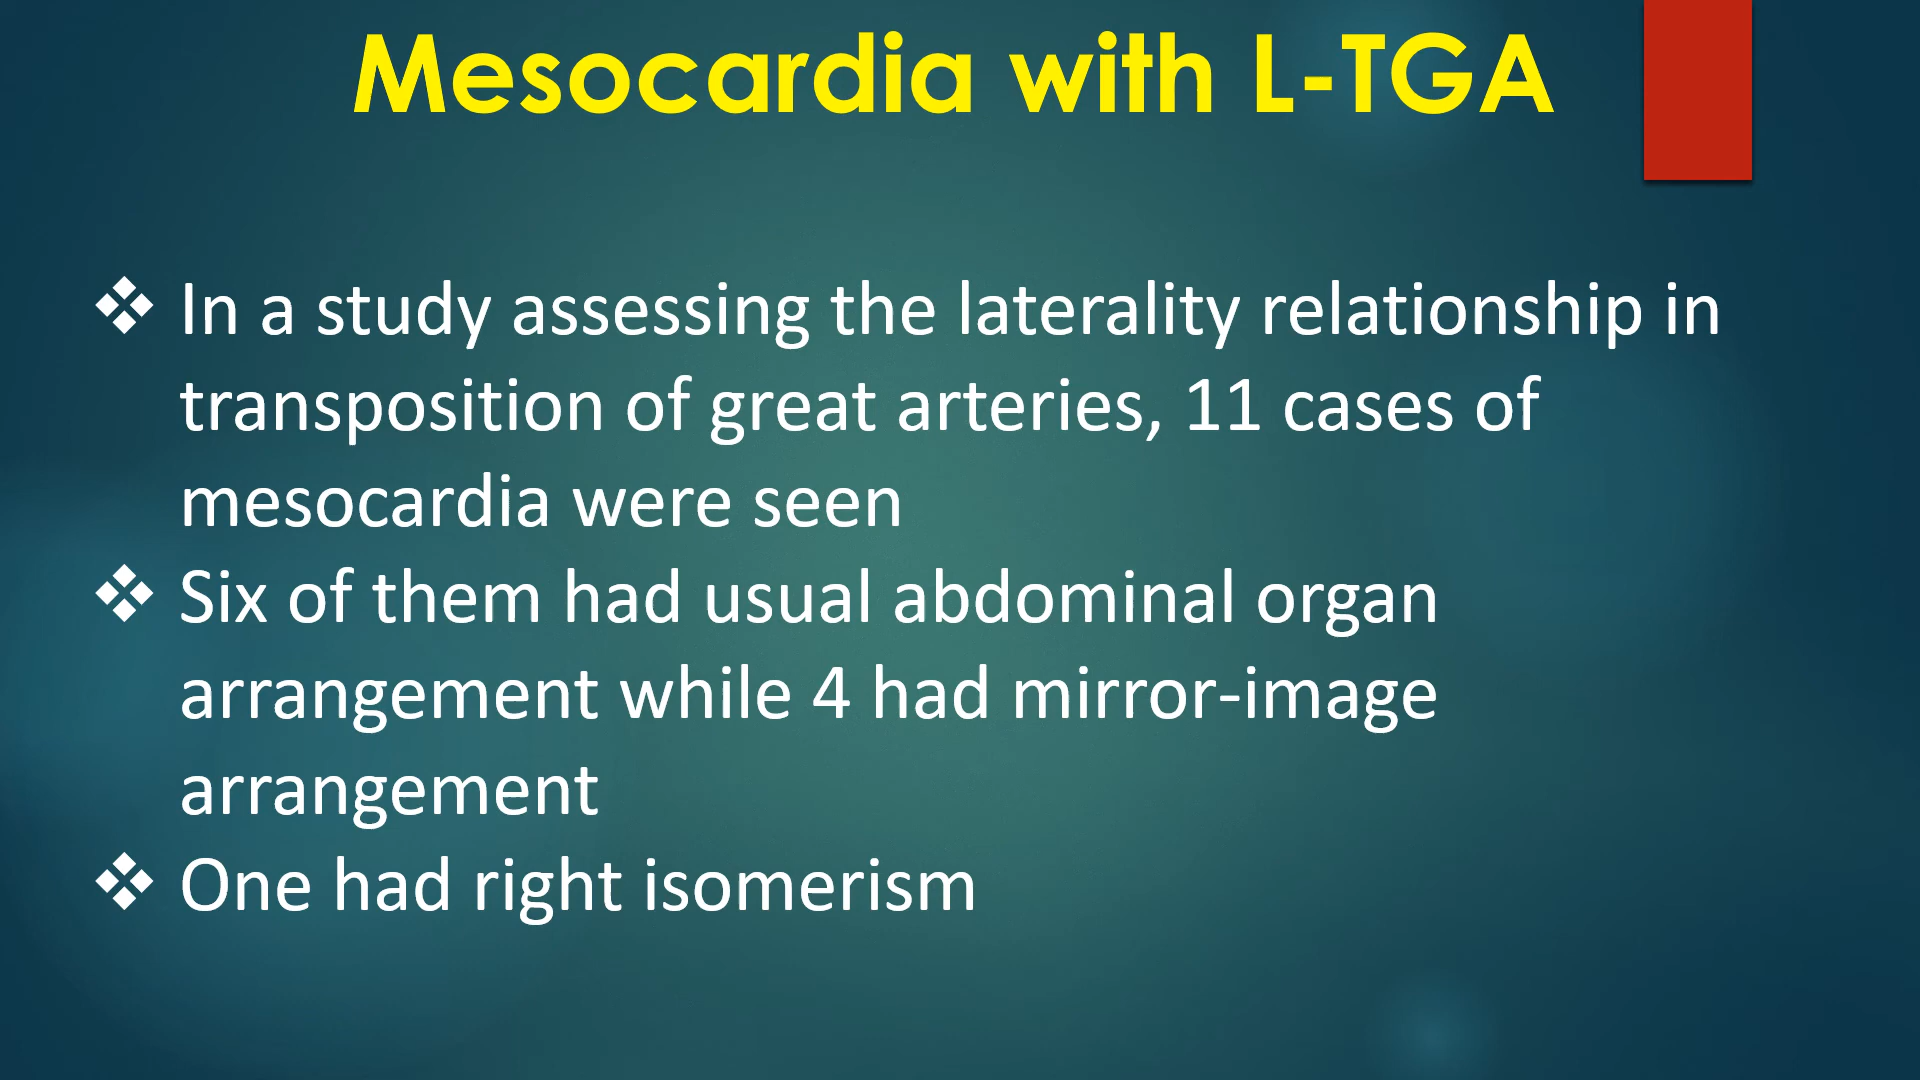 Mesocardia with L-TGA
❖ In a study assessing the laterality relationship in
transposition of great arteries, 11 cases of
mesocardia were seen
❖ Six of them had usual abdominal organ
arrangement while 4 had mirror-image
arrangement
❖ One had right isomerism